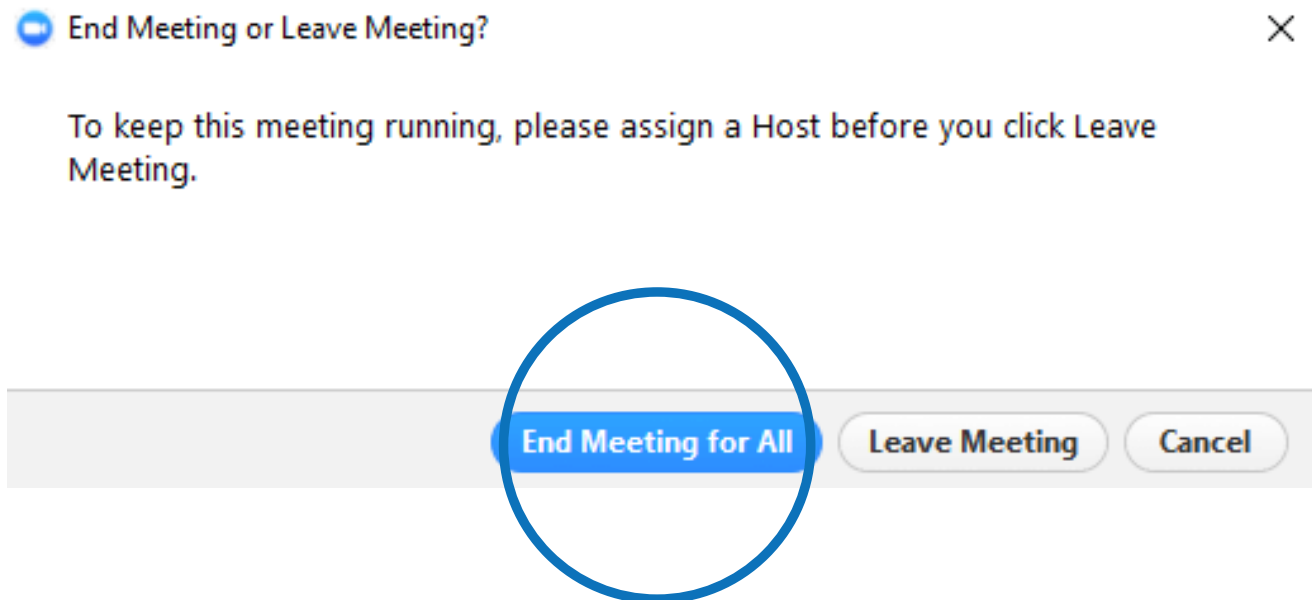 End Meeting or Leave Meeting?
To keep this meeting running, please assign a Host before you click Leave
Meeting.
End Meeting for All
Leave Meeting
Cancel